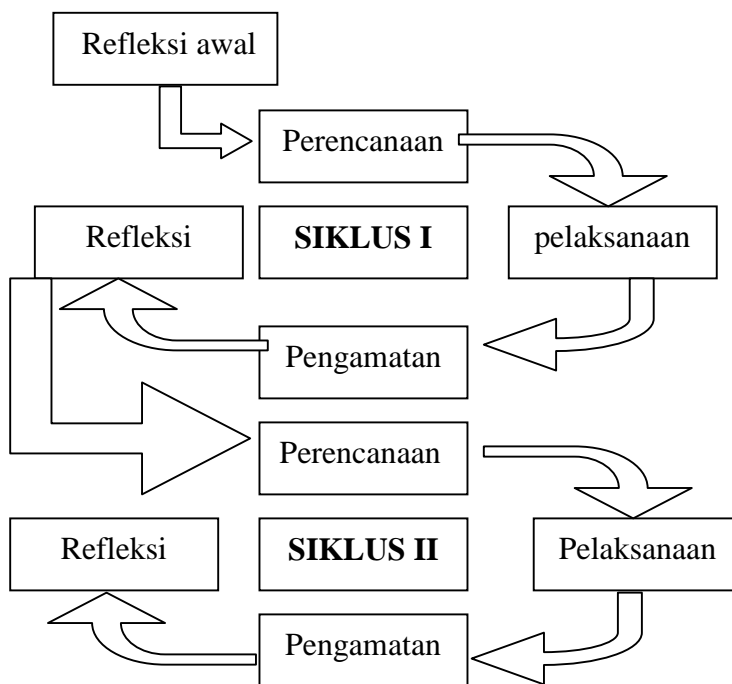 Refleksi awal
Perencanaan
Refleksi
SIKLUS I
pelaksanaan
Pengamatan
Perencanaan
Refleksi
SIKLUS II
Pelaksanaan
Pengamatan